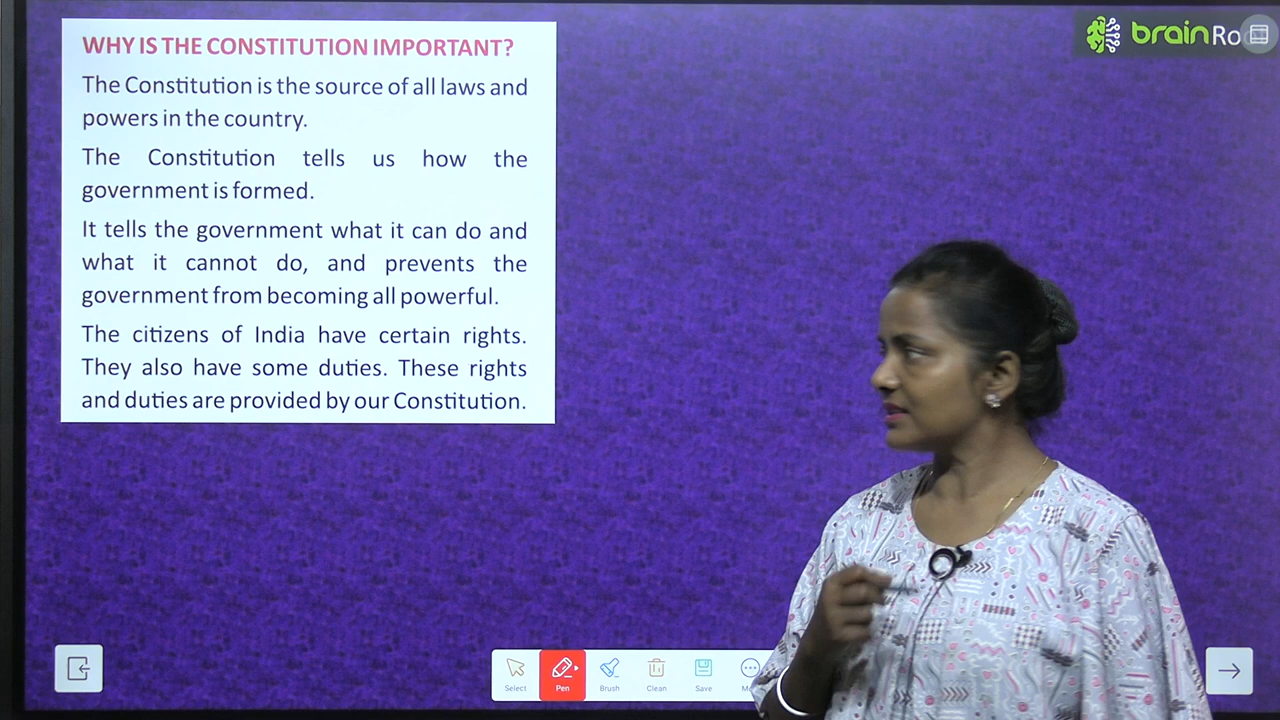 WHY IS THE CONSTITUTION IMPORTANT?
The Constitution is the source of all laws and
powers in the country.
The Constitution tells us how the
government is formed.
It tells the government what it can do and
what it cannot do, and prevents the
government from becoming all powerful.
The citizens of India have certain rights.
They also have some duties. These rights
and duties are provided by our Constitution.
brain
Select Pen Brush Clean Save